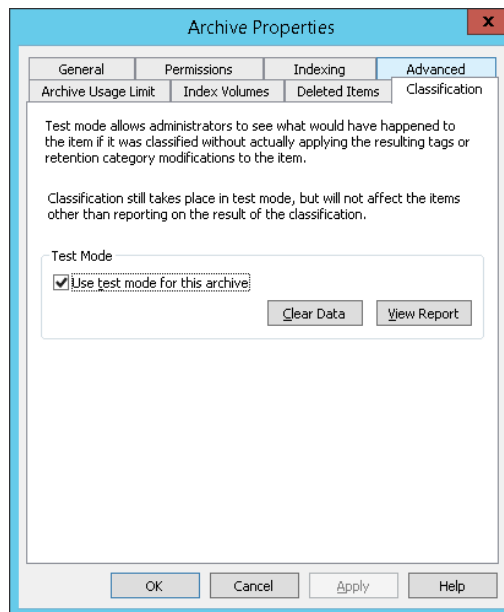 Archive Properties
x
General Permissions Indexing Advanced
Archive Usage Limit Index Volumes Deleted Items Classification
Test mode allows administrators to see what would have happened to
the item if it was classified without actually applying the resulting tags or
retention category modifications to the item.
Classification still takes place in test mode, but will not affect the items
other than reporting on the result of the classification.
Test Mode
Use test mode for this archive
Clear Data View Report
OK Cancel Apply Help